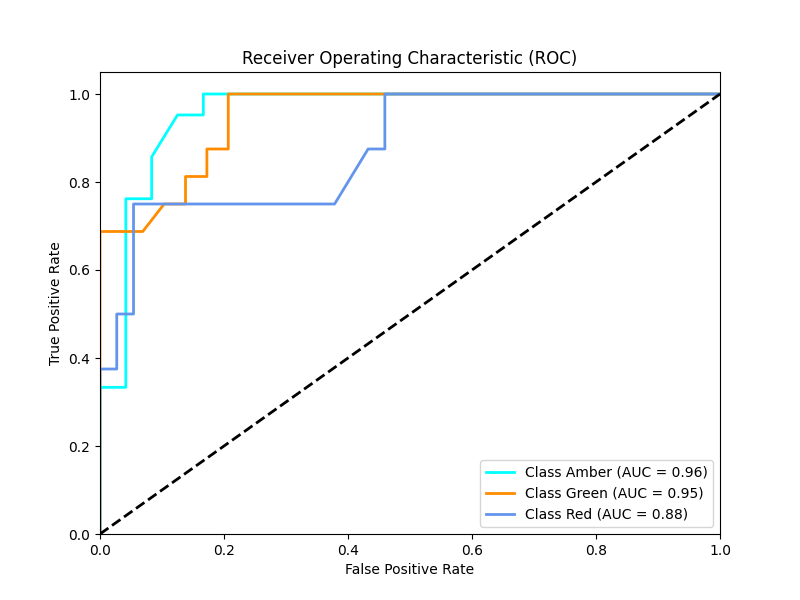 Receiver Operating Characteristic (ROC)
True Positive Rate
1.0
0.8
0.6
0.4
0.2
0.0
Class Amber (AUC = 0.96)
Class Green (AUC = 0.95)
Class Red (AUC = 0.88)
0.0 0.2 0.4 0.6 0.8 1.0
False Positive Rate